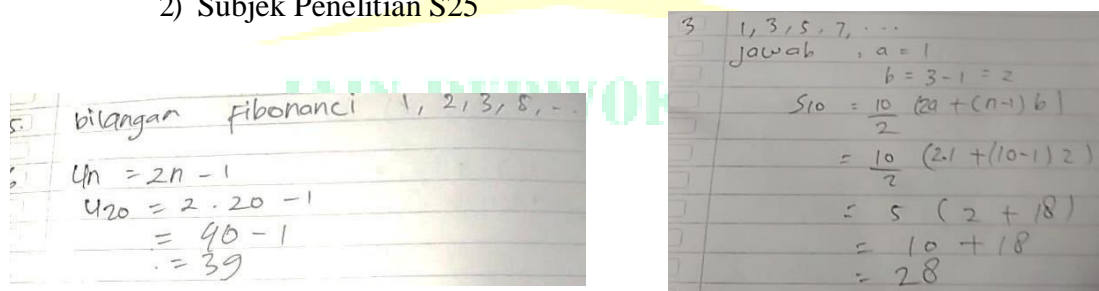 2) Subjek Penelitian S25
5. bilangan Fibonanci 1, 2, 3, 5, ...
6. Un = 2n - 1
U20 = 2 . 20 - 1
= 40 - 1
= 39
3 1, 3, 5, 7, ...
Jawab : a = 1
b = 3 - 1 = 2
S10 = 10/2 (2a + (n-1) b)
= 10/2 (2.1 + (10-1) 2)
= 5 (2 + 18)
= 10 + 18
= 28